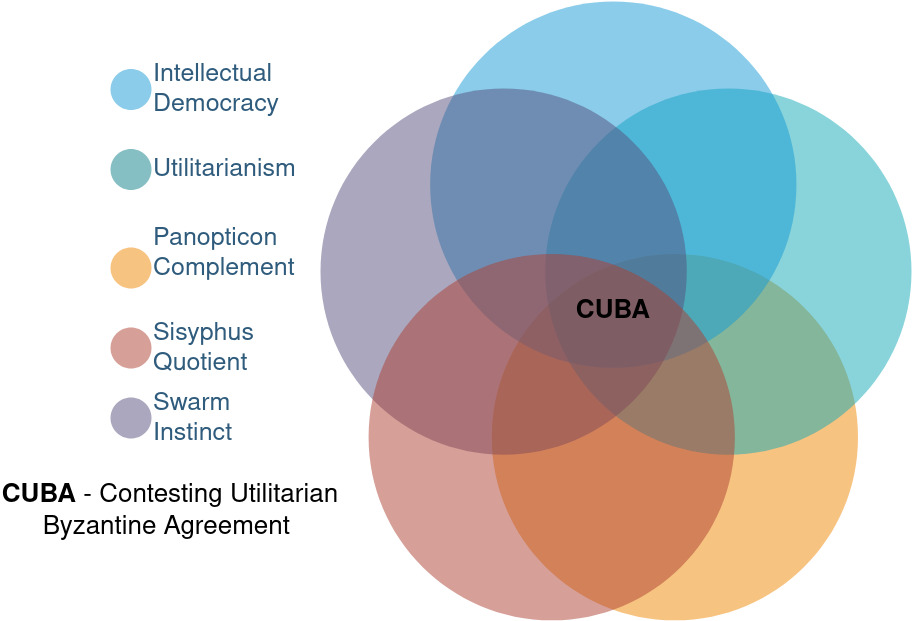 Intellectual
Democracy
Utilitarianism
Panopticon
Complement
Sisyphus
Quotient
Swarm
Instinct
CUBA - Contesting Utilitarian
Byzantine Agreement
CUBA